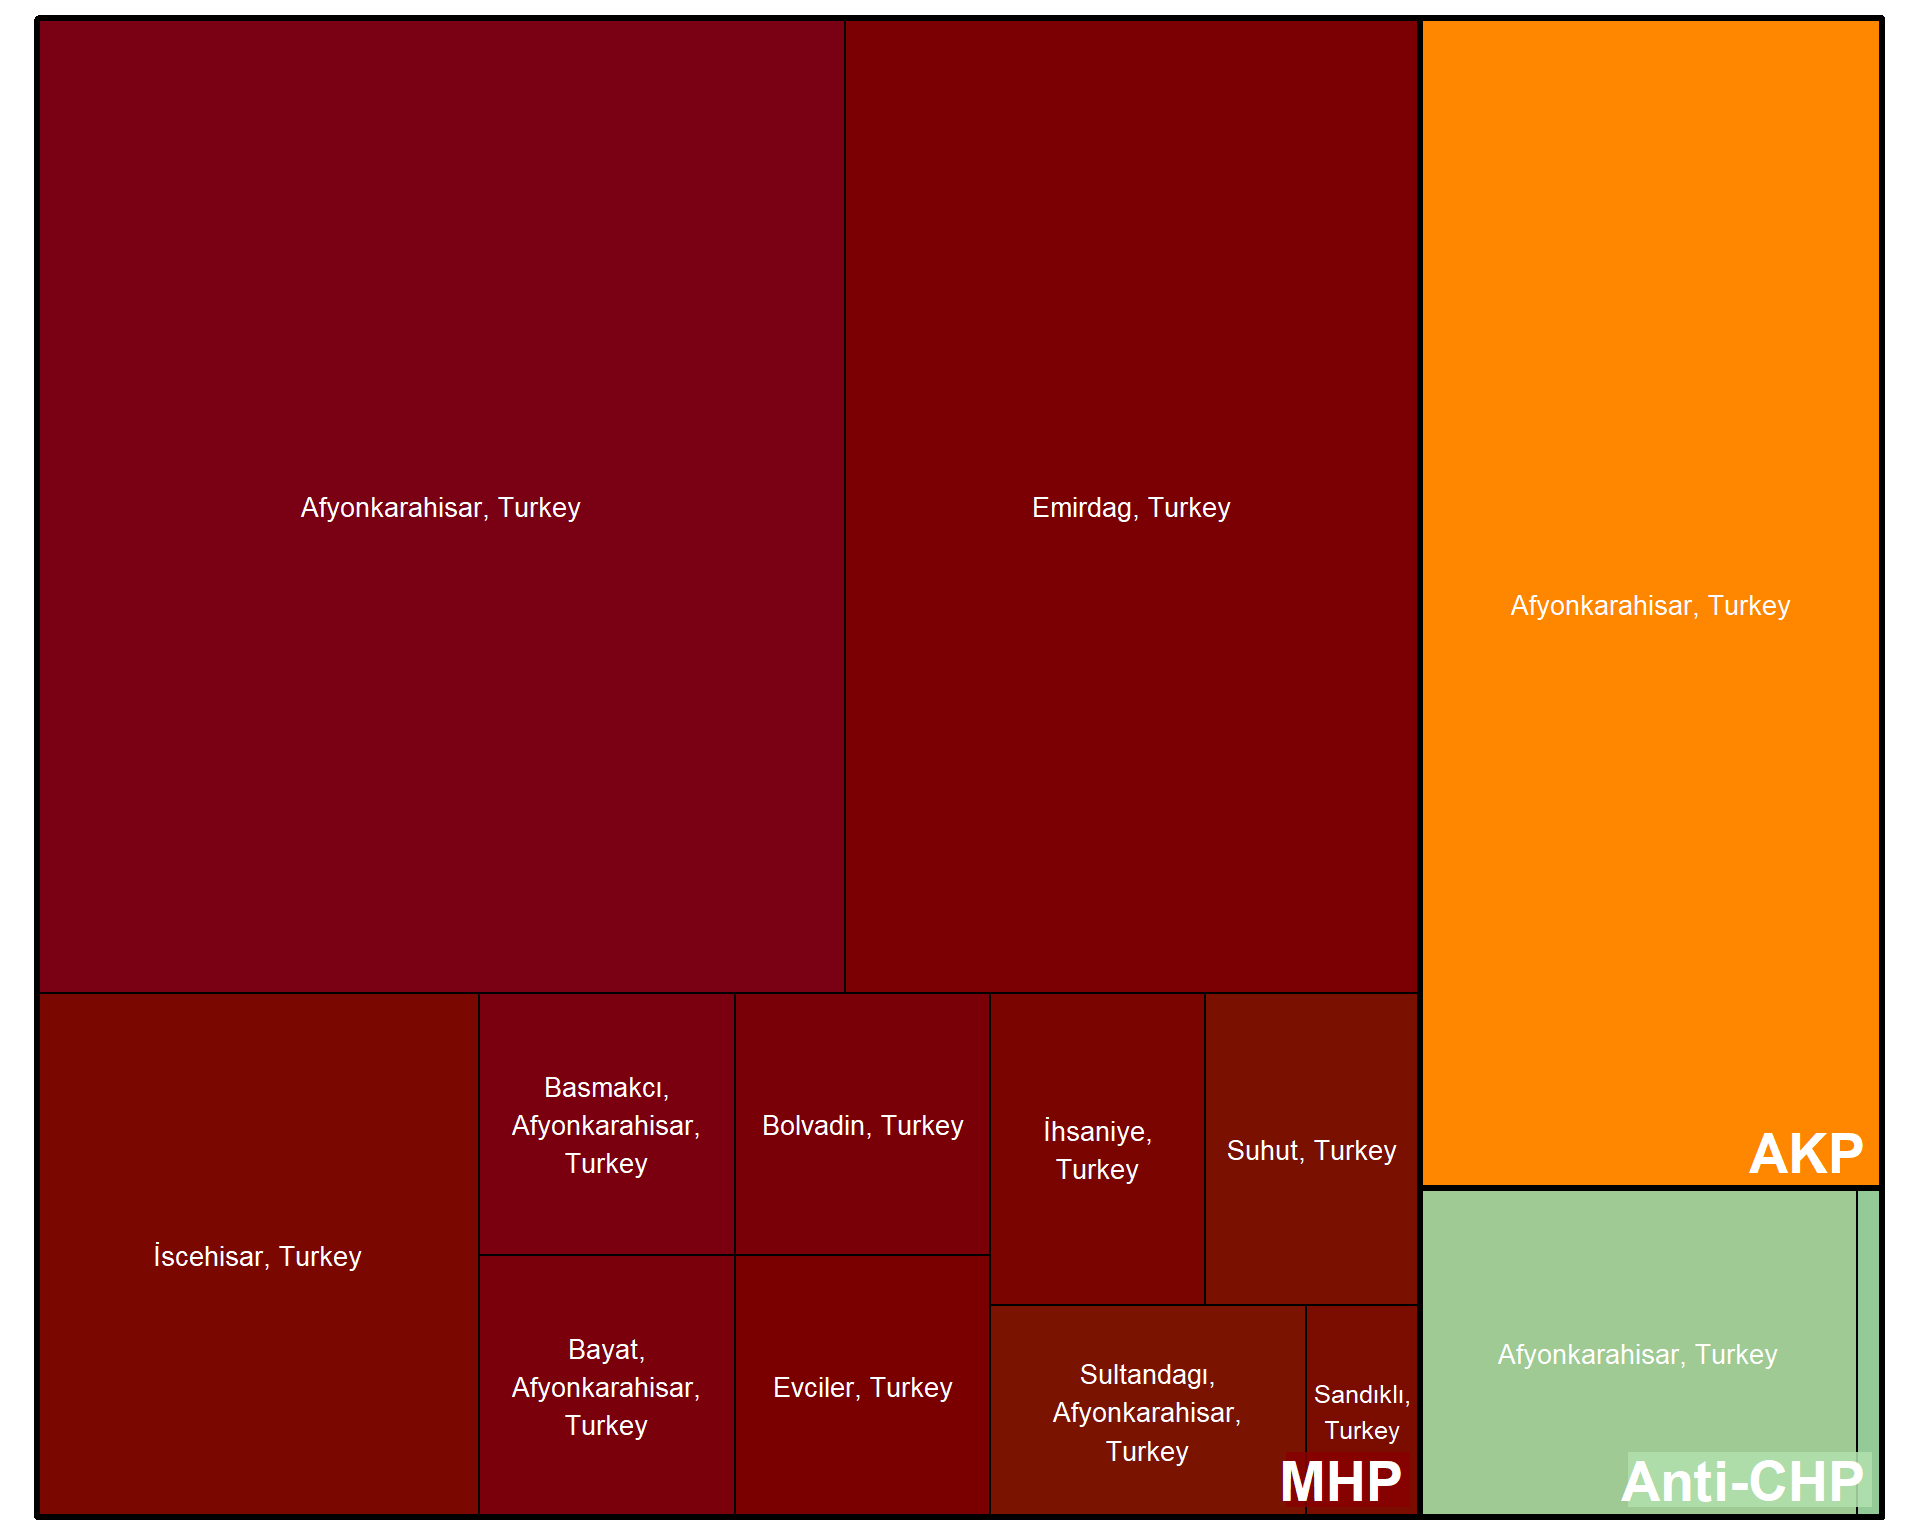 Afyonkarahisar, Turkey
Emirdag, Turkey
Afyonkarahisar, Turkey
AKP
İscehisar, Turkey
Basmakcı,
Afyonkarahisar,
Turkey
Bolvadin, Turkey
İhsaniye,
Turkey
Suhut, Turkey
Bayat,
Afyonkarahisar,
Turkey
Evciler, Turkey
Sultandagı,
Afyonkarahisar,
Turkey
Sandıklı,
Turkey
MHP
Afyonkarahisar, Turkey
Anti-CHP